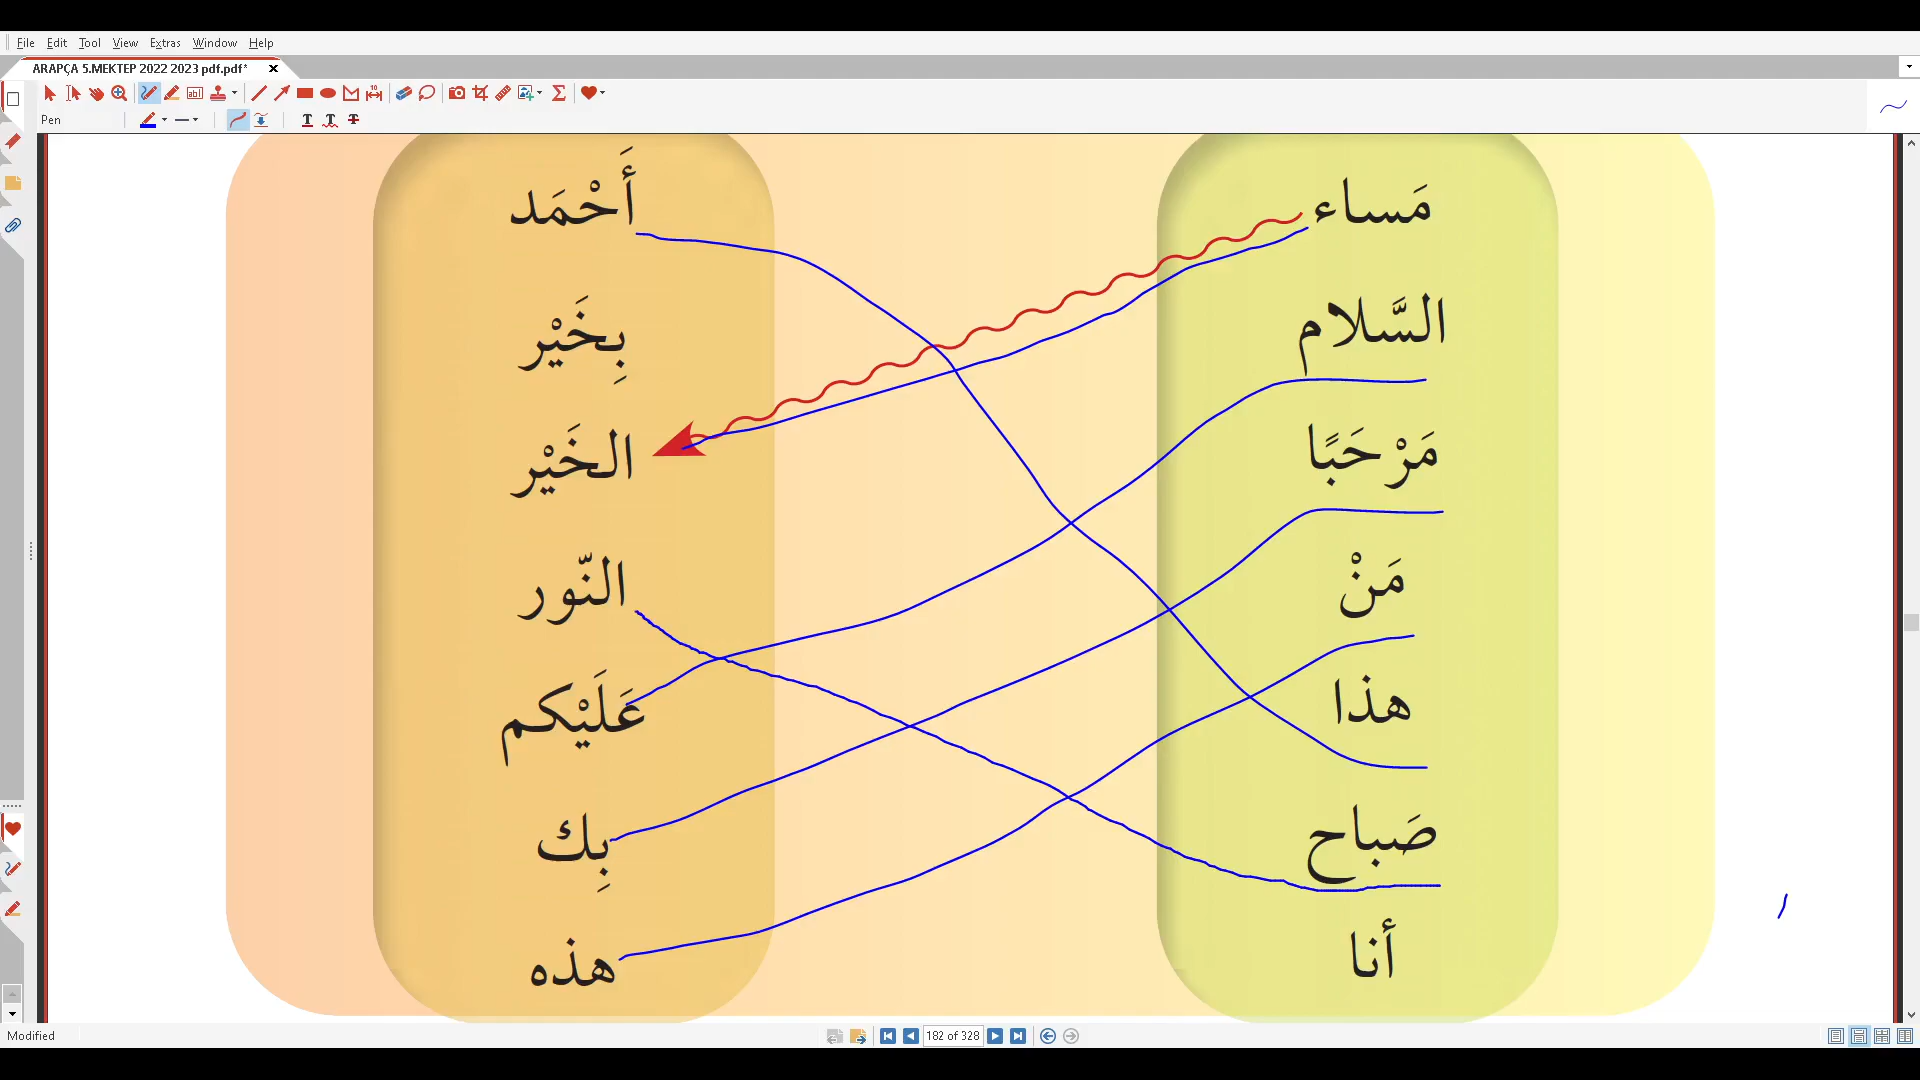 File Edit Tool View Extras Window Help
ARAPÇA 5.MEKTEP 2022 2023 pdf.pdf*
Pen
مَساء
أَحْمَد
السَّلام
بِخَيْر
مَرْحَبًا
الخَيْر
مَنْ
النّور
هذا
عَلَيْكم
صَباح
بِك
أنا
هذه
Modified
182 of 328